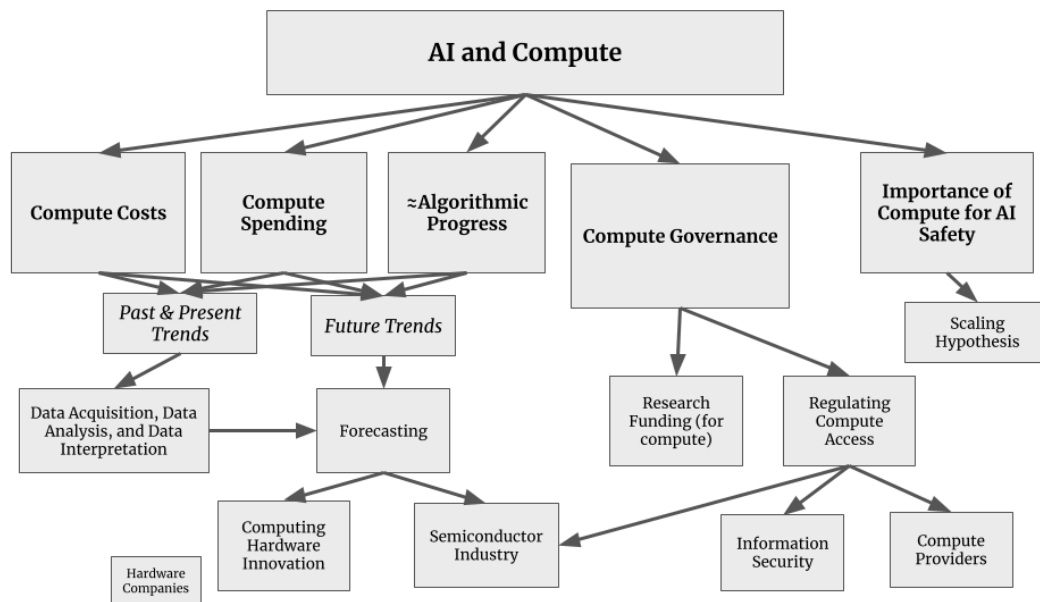 AI and Compute
Compute Costs
Compute
Spending
≈Algorithmic
Progress
Compute Governance
Importance of
Compute for AI
Safety
Past & Present
Trends
Future Trends
Scaling
Hypothesis
Data Acquisition, Data
Analysis, and Data
Interpretation
Forecasting
Research
Funding (for
compute)
Regulating
Compute
Access
Computing
Hardware
Innovation
Semiconductor
Industry
Information
Security
Compute
Providers
Hardware
Companies